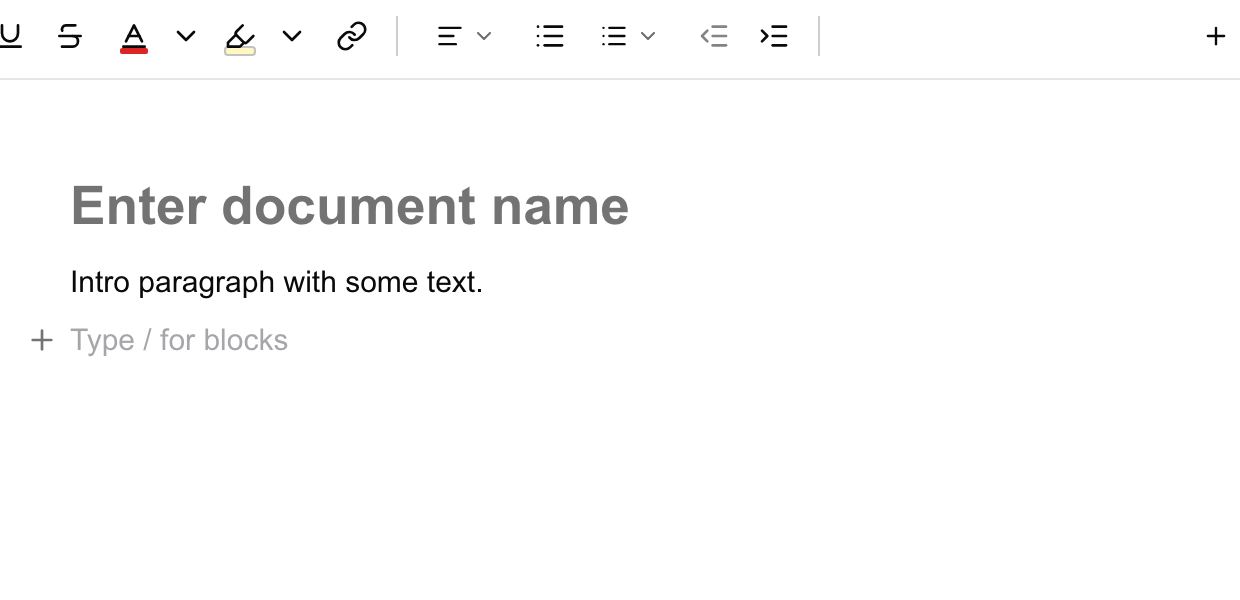 Enter document name
Intro paragraph with some text.
Type / for blocks